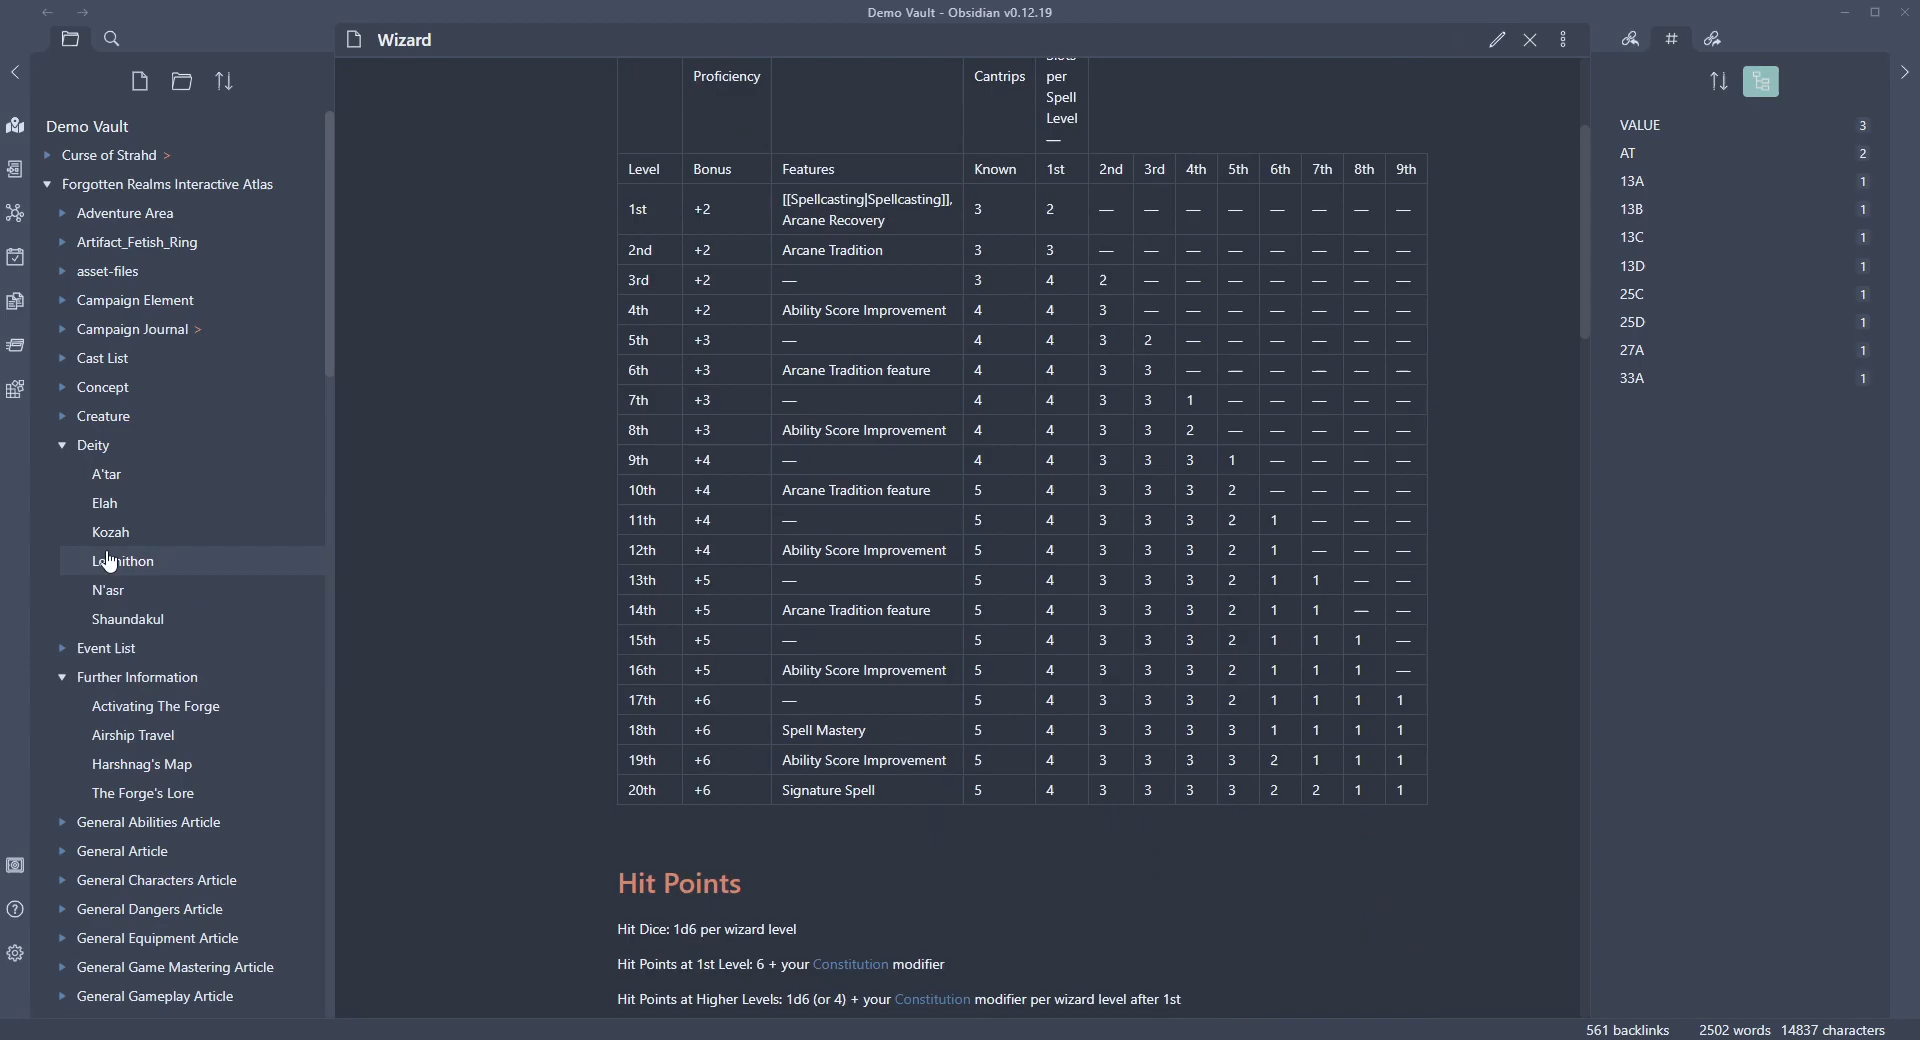 Demo Vault - Obsidian v0.12.19
Wizard
Demo Vault
Curse of Strahd >
Forgotten Realms Interactive Atlas
Adventure Area
Artifact_Fetish_Ring
asset-files
Campaign Element
Campaign Journal >
Cast List
Concept
Creature
Deity
A'tar
Elah
Kozah
N'asr
Shaundakul
Event List
Further Information
Activating The Forge
Airship Travel
Harshnag's Map
The Forge's Lore
General Abilities Article
General Article
General Characters Article
General Dangers Article
General Equipment Article
General Game Mastering Article
General Gameplay Article
Proficiency Cantrips per
Spell
Level
—
Level Bonus Features Known 1st 2nd 3rd 4th 5th 6th 7th 8th 9th
1st +2 [[Spellcasting|Spellcasting]], 3 2 — — — — — — — —
Arcane Recovery
2nd +2 Arcane Tradition 3 3 — — — — — — — —
3rd +2 — 3 4 2 — — — — — — —
4th +2 Ability Score Improvement 4 4 3 — — — — — — —
5th +3 — 4 4 3 2 — — — — — —
6th +3 Arcane Tradition feature 4 4 3 3 — — — — — —
7th +3 — 4 4 3 3 1 — — — — —
8th +3 Ability Score Improvement 4 4 3 3 2 — — — — —
9th +4 — 4 4 3 3 3 1 — — — —
10th +4 Arcane Tradition feature 5 4 3 3 3 2 — — — —
11th +4 — 5 4 3 3 3 2 1 — — —
12th +4 Ability Score Improvement 5 4 3 3 3 2 1 — — —
13th +5 — 5 4 3 3 3 2 1 1 — —
14th +5 Arcane Tradition feature 5 4 3 3 3 2 1 1 — —
15th +5 — 5 4 3 3 3 2 1 1 1 —
16th +5 Ability Score Improvement 5 4 3 3 3 2 1 1 1 —
17th +6 — 5 4 3 3 3 2 1 1 1 1
18th +6 Spell Mastery 5 4 3 3 3 3 1 1 1 1
19th +6 Ability Score Improvement 5 4 3 3 3 3 2 1 1 1
20th +6 Signature Spell 5 4 3 3 3 3 2 2 1 1
Hit Points
Hit Dice: 1d6 per wizard level
Hit Points at 1st Level: 6 + your Constitution modifier
Hit Points at Higher Levels: 1d6 (or 4) + your Constitution modifier per wizard level after 1st
VALUE 3
AT 2
13A 1
13B 1
13C 1
13D 1
25C 1
25D 1
27A 1
33A 1
561 backlinks 2502 words 14837 characters